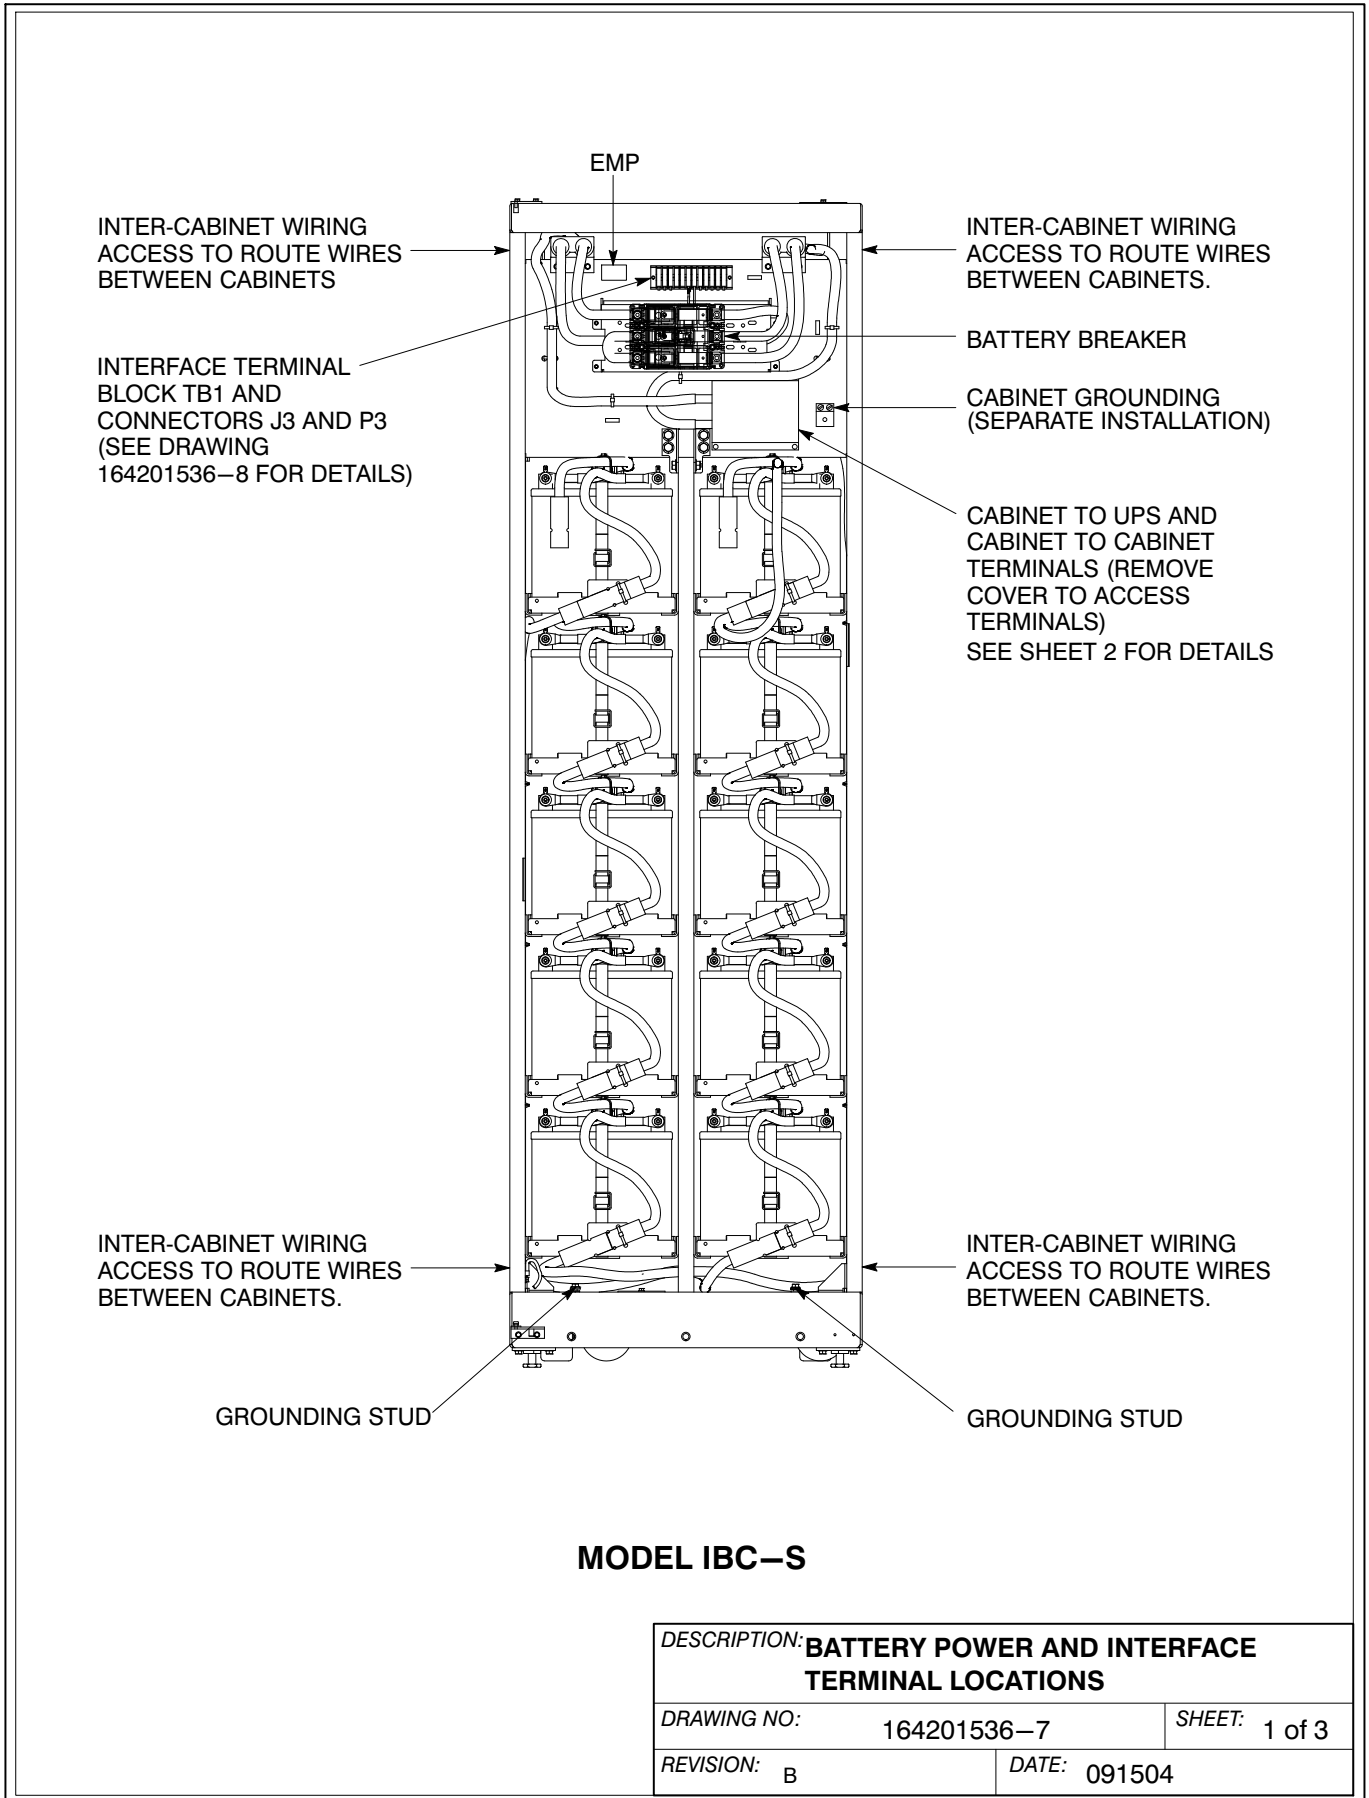 EMP
INTER-CABINET WIRING
ACCESS TO ROUTE WIRES
BETWEEN CABINETS
INTER-CABINET WIRING
ACCESS TO ROUTE WIRES
BETWEEN CABINETS.
BATTERY BREAKER
INTERFACE TERMINAL
BLOCK TB1 AND
CONNECTORS J3 AND P3
(SEE DRAWING
164201536–8 FOR DETAILS)
CABINET GROUNDING
(SEPARATE INSTALLATION)
CABINET TO UPS AND
CABINET TO CABINET
TERMINALS (REMOVE
COVER TO ACCESS
TERMINALS)
SEE SHEET 2 FOR DETAILS
INTER-CABINET WIRING
ACCESS TO ROUTE WIRES
BETWEEN CABINETS.
INTER-CABINET WIRING
ACCESS TO ROUTE WIRES
BETWEEN CABINETS.
GROUNDING STUD
GROUNDING STUD
MODEL IBC–S
DESCRIPTION: BATTERY POWER AND INTERFACE
TERMINAL LOCATIONS
DRAWING NO: 164201536–7
SHEET: 1 of 3
REVISION: B
DATE: 091504